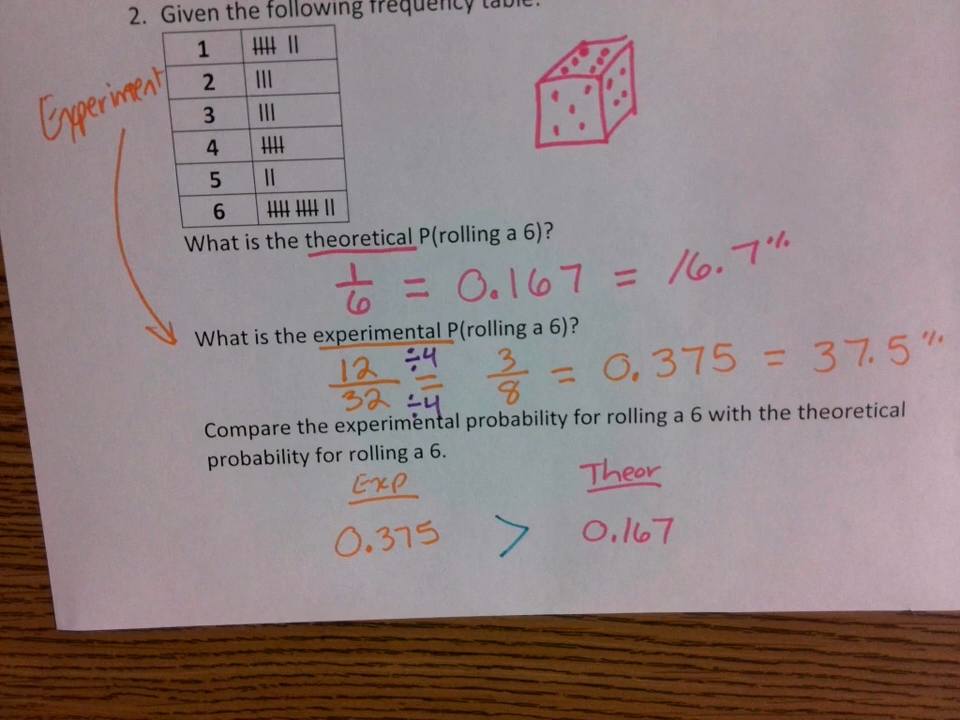 2. Given the following frequency table:
Experiment
1 𝍸 ||
2 |||
3 |||
4 𝍸
5 ||
6 𝍸 𝍸 ||
What is the theoretical P(rolling a 6)?
1/6 = 0.167 = 16.7%
What is the experimental P(rolling a 6)?
12/32 ÷4/÷4 = 3/8 = 0.375 = 37.5%
Compare the experimental probability for rolling a 6 with the theoretical
probability for rolling a 6.
Exp Theor
0.375 > 0.167